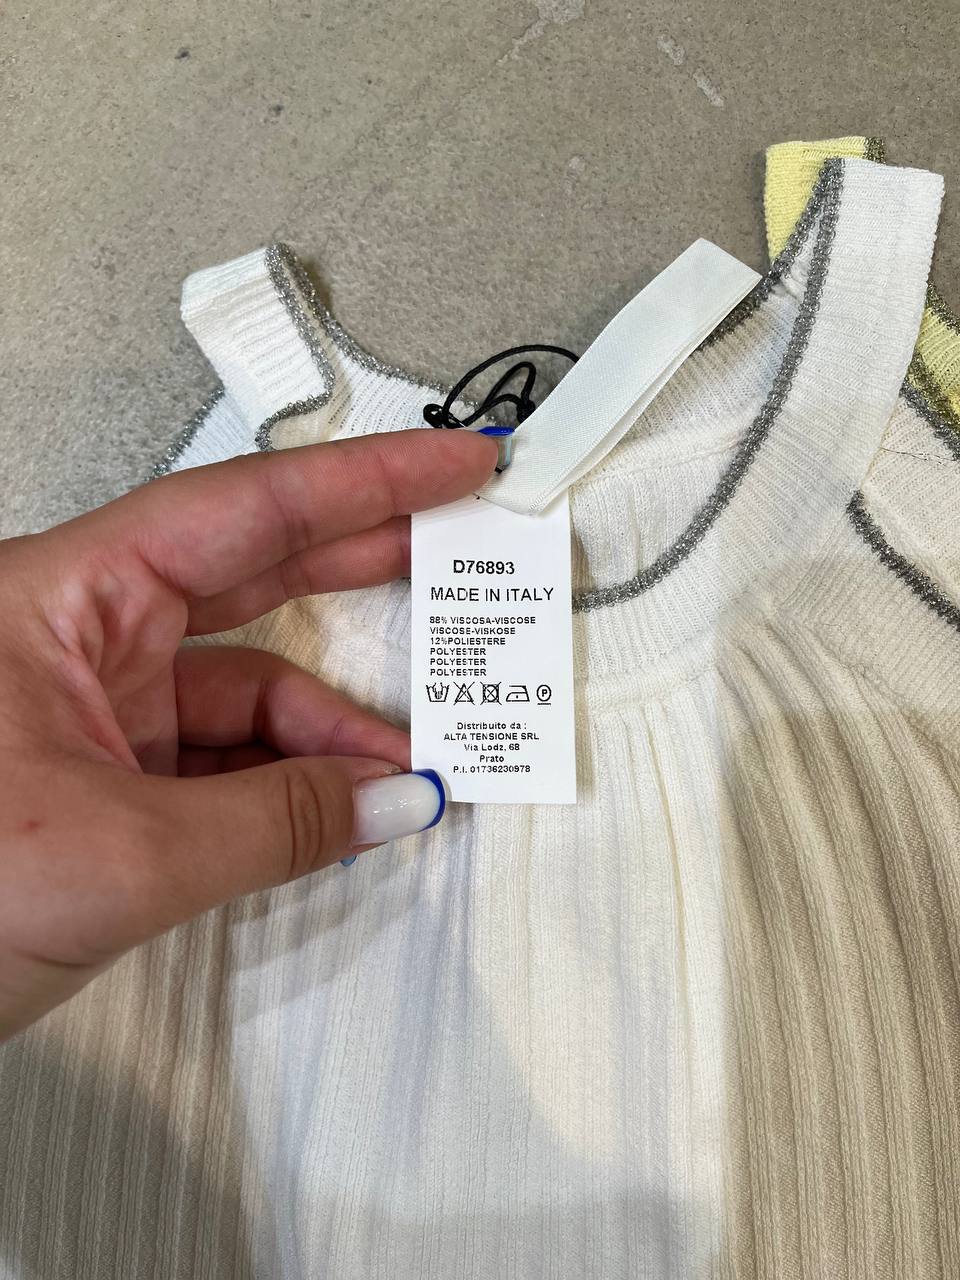 D76893
MADE IN ITALY
88% VISCOSA-VISCOSE
VISCOSE-VISKOSE
12%POLIESTERE
POLYESTER
POLYESTER
POLYESTER
P
Distribuito da :
ALTA TENSIONE SRL
Via Lodz, 68
Prato
P.I. 01736230978